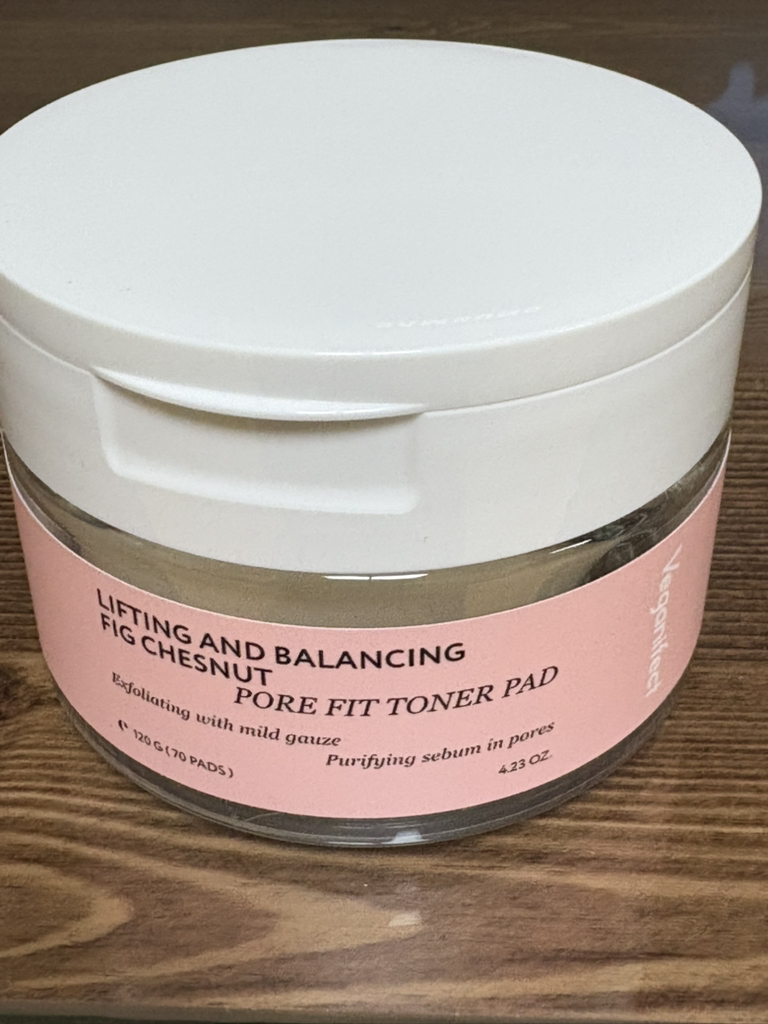 LIFTING AND BALANCING
FIG CHESNUT
PORE FIT TONER PAD
Exfoliating with mild gauze
Purifying sebum in pores
120 G ( 70 PADS )
4.23 OZ.
Veganifect